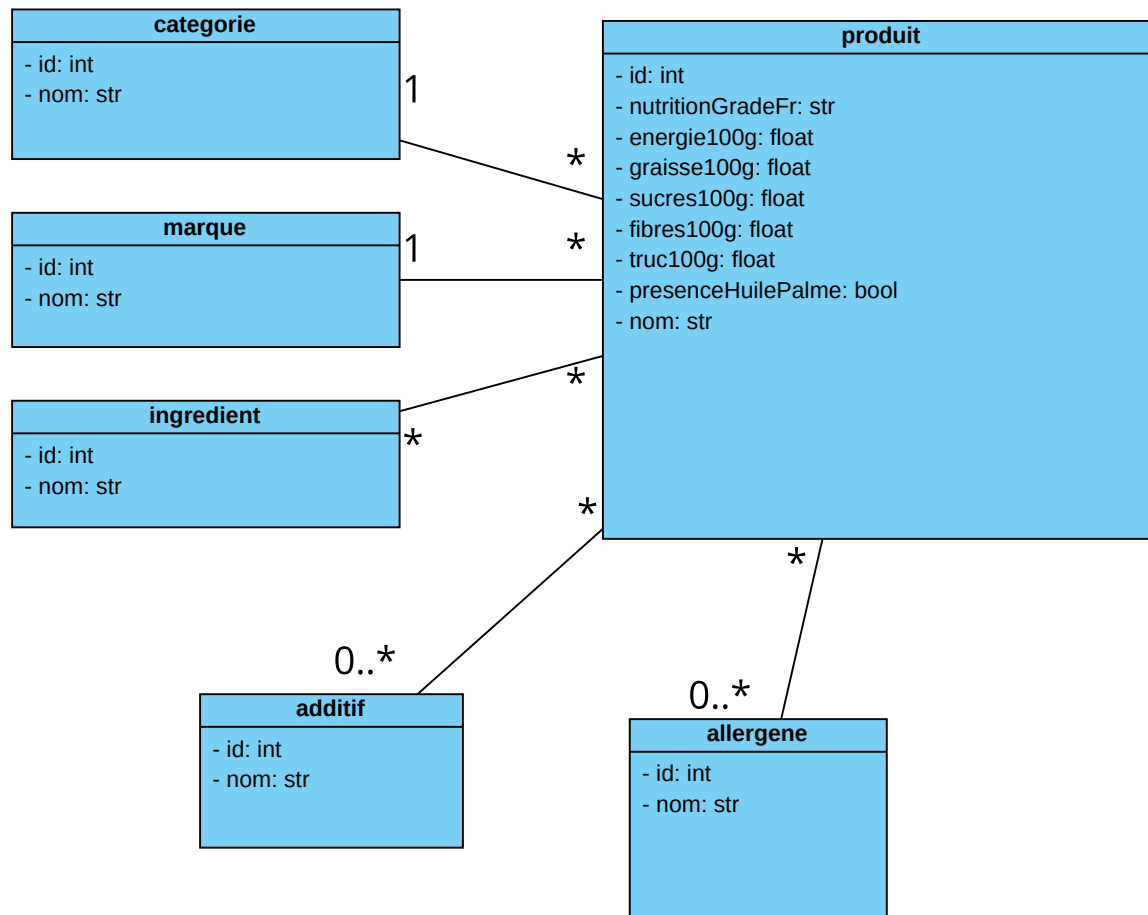 categorie
- id: int
- nom: str
1
*
marque
- id: int
- nom: str
1
*
ingredient
- id: int
- nom: str
*
*
produit
- id: int
- nutritionGradeFr: str
- energie100g: float
- graisse100g: float
- sucres100g: float
- fibres100g: float
- truc100g: float
- presenceHuilePalme: bool
- nom: str
*
0..*
additif
- id: int
- nom: str
*
0..*
allergene
- id: int
- nom: str